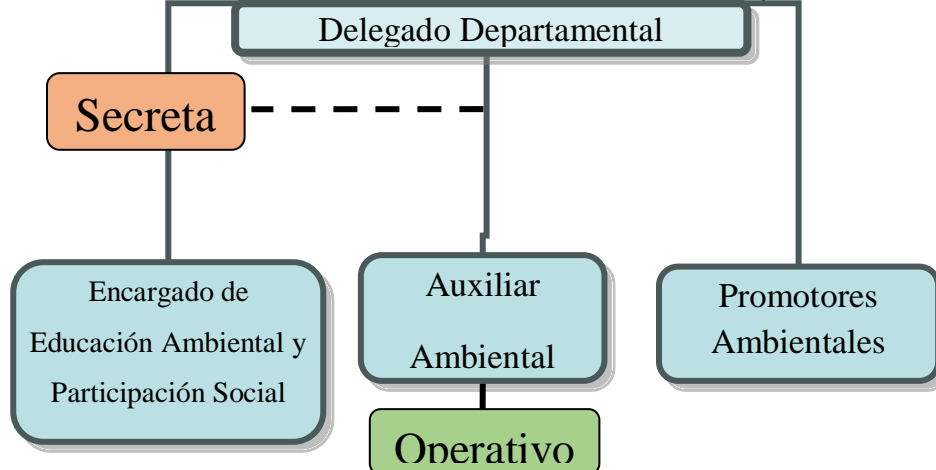 Delegado Departamental
Secreta
Encargado de
Educación Ambiental y
Participación Social
Auxiliar
Ambiental
Promotores
Ambientales
Operativo